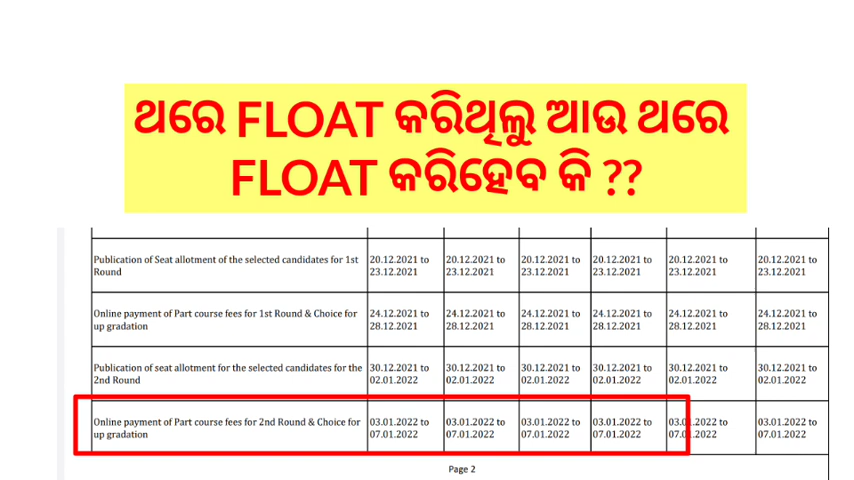 ଥରେ FLOAT କରିଥିଲୁ ଆଉ ଥରେ
FLOAT କରିହେବ କି ??
Publication of Seat allotment of the selected candidates for 1st 20.12.2021 to 20.12.2021 to 20.12.2021 to 20.12.2021 to 20.12.2021 to 20.12.2021 to
Round 23.12.2021 23.12.2021 23.12.2021 23.12.2021 23.12.2021 23.12.2021
Online payment of Part course fees for 1st Round & Choice for 24.12.2021 to 24.12.2021 to 24.12.2021 to 24.12.2021 to 24.12.2021 to 24.12.2021 to
up gradation 28.12.2021 28.12.2021 28.12.2021 28.12.2021 28.12.2021 28.12.2021
Publication of seat allotment for the selected candidates for the 30.12.2021 to 30.12.2021 to 30.12.2021 to 30.12.2021 to 30.12.2021 to 30.12.2021 to
2nd Round 02.01.2022 02.01.2022 02.01.2022 02.01.2022 02.01.2022 02.01.2022
Online payment of Part course fees for 2nd Round & Choice for 03.01.2022 to 03.01.2022 to 03.01.2022 to 03.01.2022 to 03.01.2022 to 03.01.2022 to
up gradation 07.01.2022 07.01.2022 07.01.2022 07.01.2022 07.01.2022 07.01.2022
Page 2